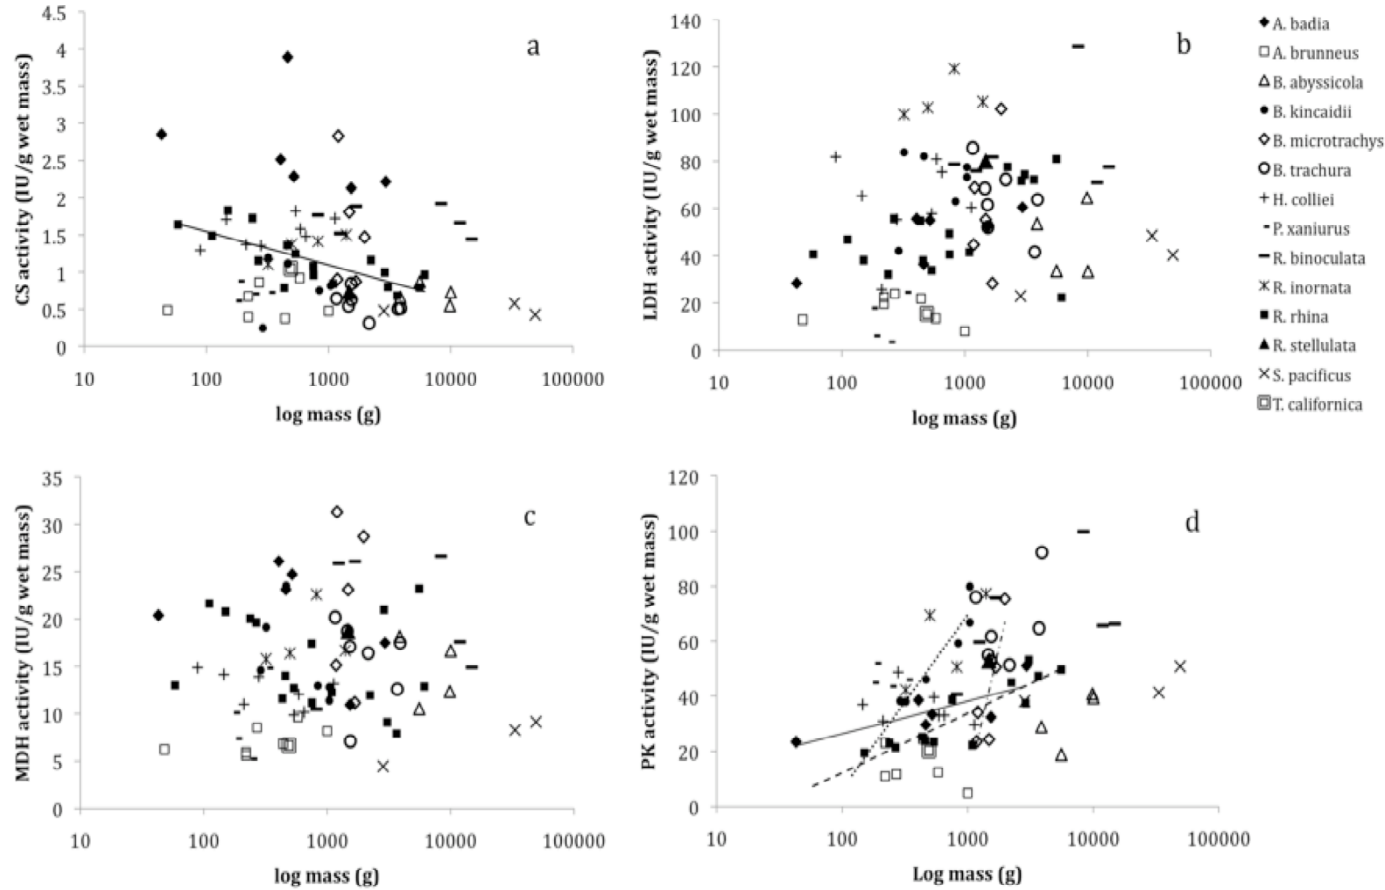 a
CS activity (IU/g wet mass)
4.5
4
3.5
3
2.5
2
1.5
1
0.5
0
10 100 1000 10000 100000
log mass (g)
b
LDH activity (IU/g wet mass)
140
120
100
80
60
40
20
0
10 100 1000 10000 100000
log mass (g)
A. badia
A. brunneus
B. abyssicola
B. kincaidii
B. microtrachys
B. trachura
H. colliei
P. xaniurus
R. binoculata
R. inornata
R. rhina
R. stellulata
S. pacificus
T. californica
c
MDH activity (IU/g wet mass)
35
30
25
20
15
10
5
0
10 100 1000 10000 100000
log mass (g)
d
PK activity (IU/g wet mass)
120
100
80
60
40
20
0
10 100 1000 10000 100000
Log mass (g)